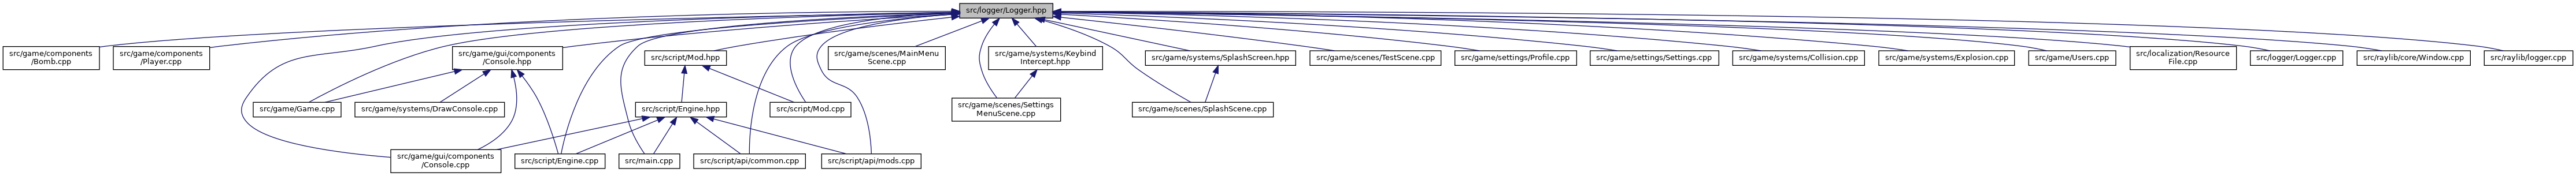 src/logger/Logger.hpp
src/game/components
/Bomb.cpp
src/game/components
/Player.cpp
src/game/gui/components
/Console.hpp
src/script/Mod.hpp
src/game/scenes/MainMenu
Scene.cpp
src/game/systems/Keybind
Intercept.hpp
src/game/systems/SplashScreen.hpp
src/game/scenes/TestScene.cpp
src/game/settings/Profile.cpp
src/game/settings/Settings.cpp
src/game/systems/Collision.cpp
src/game/systems/Explosion.cpp
src/game/Users.cpp
src/localization/Resource
File.cpp
src/logger/Logger.cpp
src/raylib/core/Window.cpp
src/raylib/logger.cpp
src/game/Game.cpp
src/game/systems/DrawConsole.cpp
src/script/Engine.hpp
src/script/Mod.cpp
src/game/scenes/Settings
MenuScene.cpp
src/game/scenes/SplashScene.cpp
src/game/gui/components
/Console.cpp
src/script/Engine.cpp
src/main.cpp
src/script/api/common.cpp
src/script/api/mods.cpp